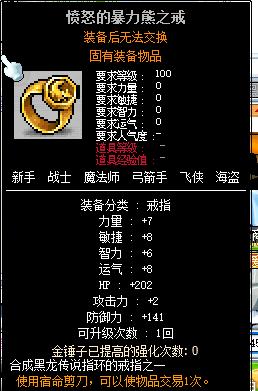 愤怒的暴力熊之戒
装备后无法交换
固有装备物品
要求等级： 100
要求力量： 0
要求敏捷： 0
要求智力： 0
要求运气： 0
要求人气度： -
道具等级： -
道具经验值： -
新手 战士 魔法师 弓箭手 飞侠 海盗
装备分类 : 戒指
力量 : +7
敏捷 : +8
智力 : +6
运气 : +8
HP : +202
攻击力 : +2
防御力 : +141
可升级次数 : 1回
金锤子已提高的强化次数: 0
合成黑龙传说指环的戒指之一
使用宿命剪刀，可以使物品交易1次。